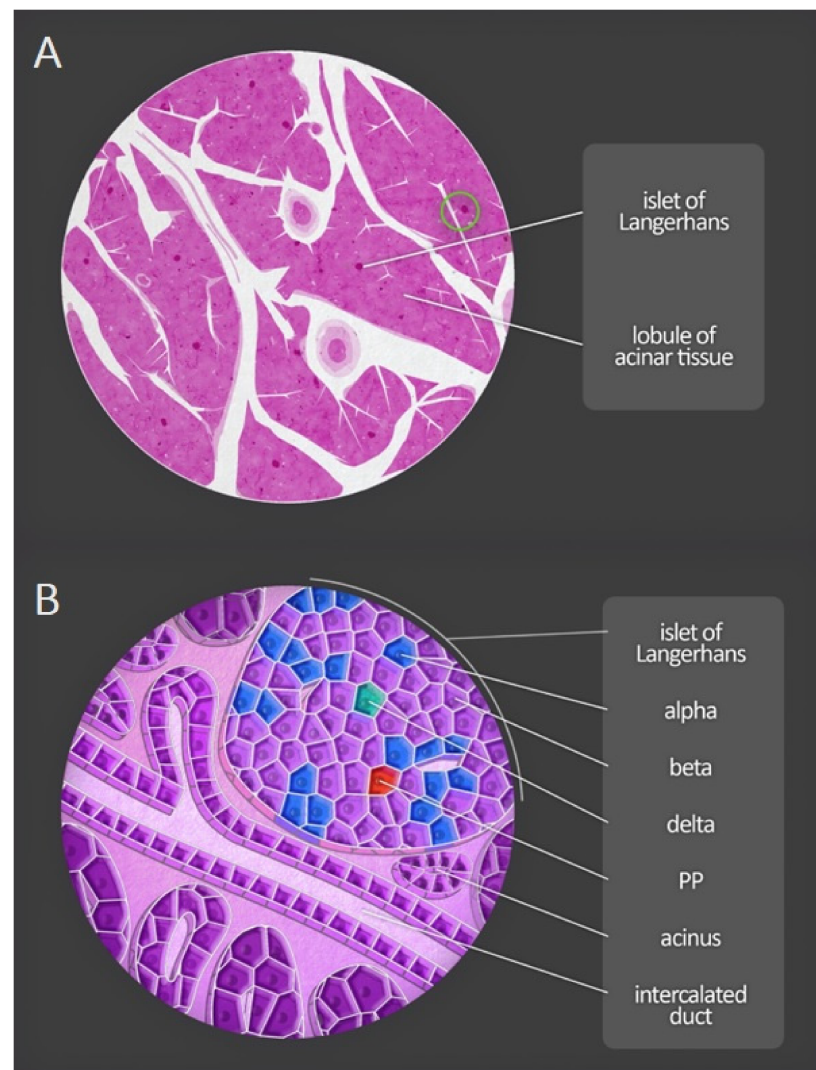 A
islet of
Langerhans
lobule of
acinar tissue
B
islet of
Langerhans
alpha
beta
delta
PP
acinus
intercalated
duct